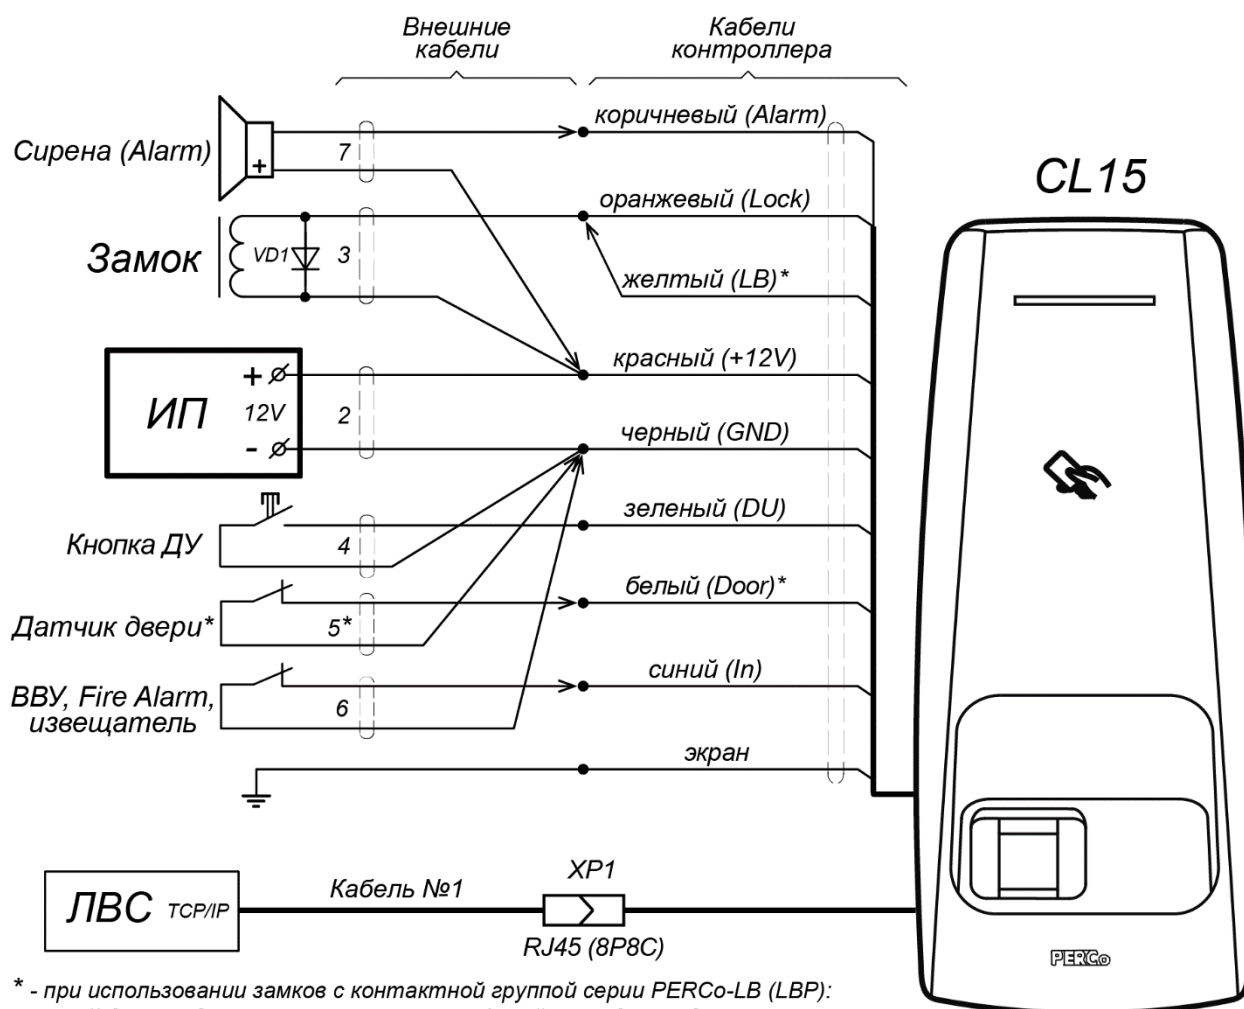 Внешние
кабели
Кабели
контроллера
коричневый (Alarm)
Сирена (Alarm)
+
7
CL15
оранжевый (Lock)
Замок
VD1
3
желтый (LB)*
красный (+12V)
ИП
+
12V
-
2
черный (GND)
зеленый (DU)
Кнопка ДУ
4
белый (Door)*
Датчик двери*
5*
синий (In)
ВВУ, Fire Alarm,
извещатель
6
экран
ЛВС TCP/IP
Кабель №1
XP1
RJ45 (8P8C)
PERCo
* - при использовании замков с контактной группой серии PERCo-LB (LBP):